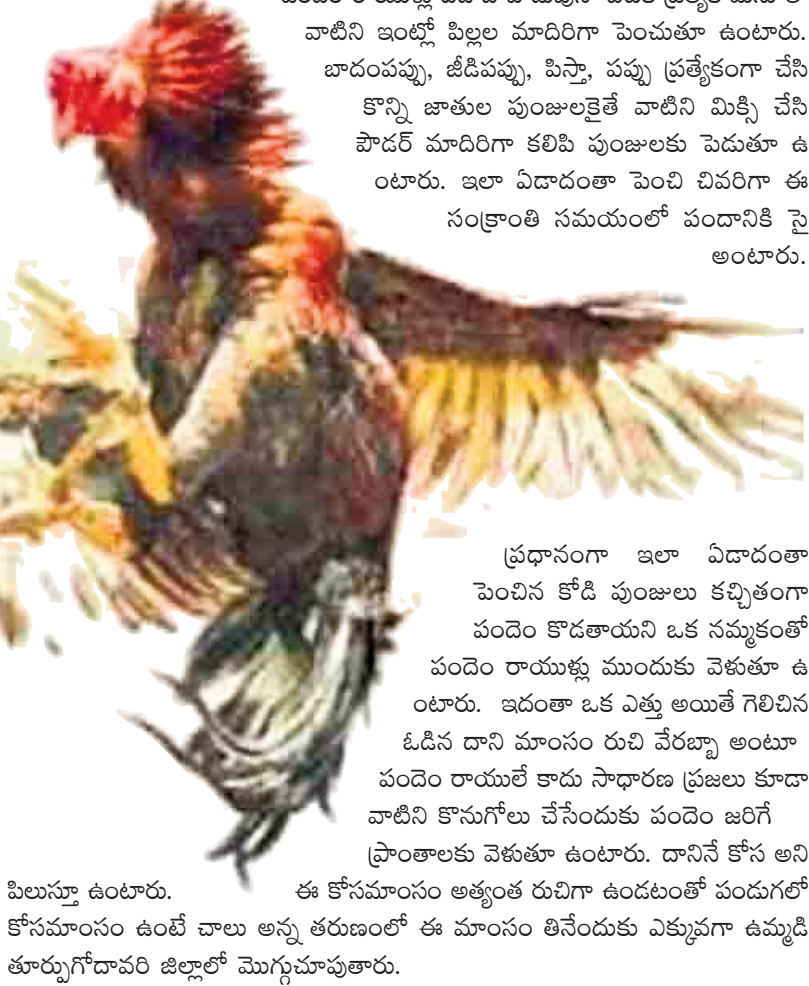 వాటిని ఇంట్లో పిల్లల మాదిరిగా పెంచుతూ ఉంటారు.
బాదంపప్పు, జీడిపప్పు, పిస్తా, పప్పు ప్రత్యేకంగా చేసి
కొన్ని జాతుల పుంజులకైతే వాటిని మిక్సి చేసి
పౌడర్ మాదిరిగా కలిపి పుంజులకు పెడుతూ ఉ
ంటారు. ఇలా ఏడాదంతా పెంచి చివరిగా ఈ
సంక్రాంతి సమయంలో పందానికి సై
అంటారు.
ప్రధానంగా ఇలా ఏడాదంతా
పెంచిన కోడి పుంజులు కచ్చితంగా
పందెం కొడతాయని ఒక నమ్మకంతో
పందెం రాయుళ్లు ముందుకు వెళుతూ ఉ
ంటారు. ఇదంతా ఒక ఎత్తు అయితే గెలిచిన
ఓడిన దాని మాంసం రుచి వేరబ్బా అంటూ
పందెం రాయులే కాదు సాధారణ ప్రజలు కూడా
వాటిని కొనుగోలు చేసేందుకు పందెం జరిగే
ప్రాంతాలకు వెళుతూ ఉంటారు. దానినే కోస అని
పిలుస్తూ ఉంటారు. ఈ కోసమాంసం అత్యంత రుచిగా ఉండటంతో పండుగలో
కోసమాంసం ఉంటే చాలు అన్న తరుణంలో ఈ మాంసం తినేందుకు ఎక్కువగా ఉమ్మడి
తూర్పుగోదావరి జిల్లాలో మొగ్గుచూపుతారు.